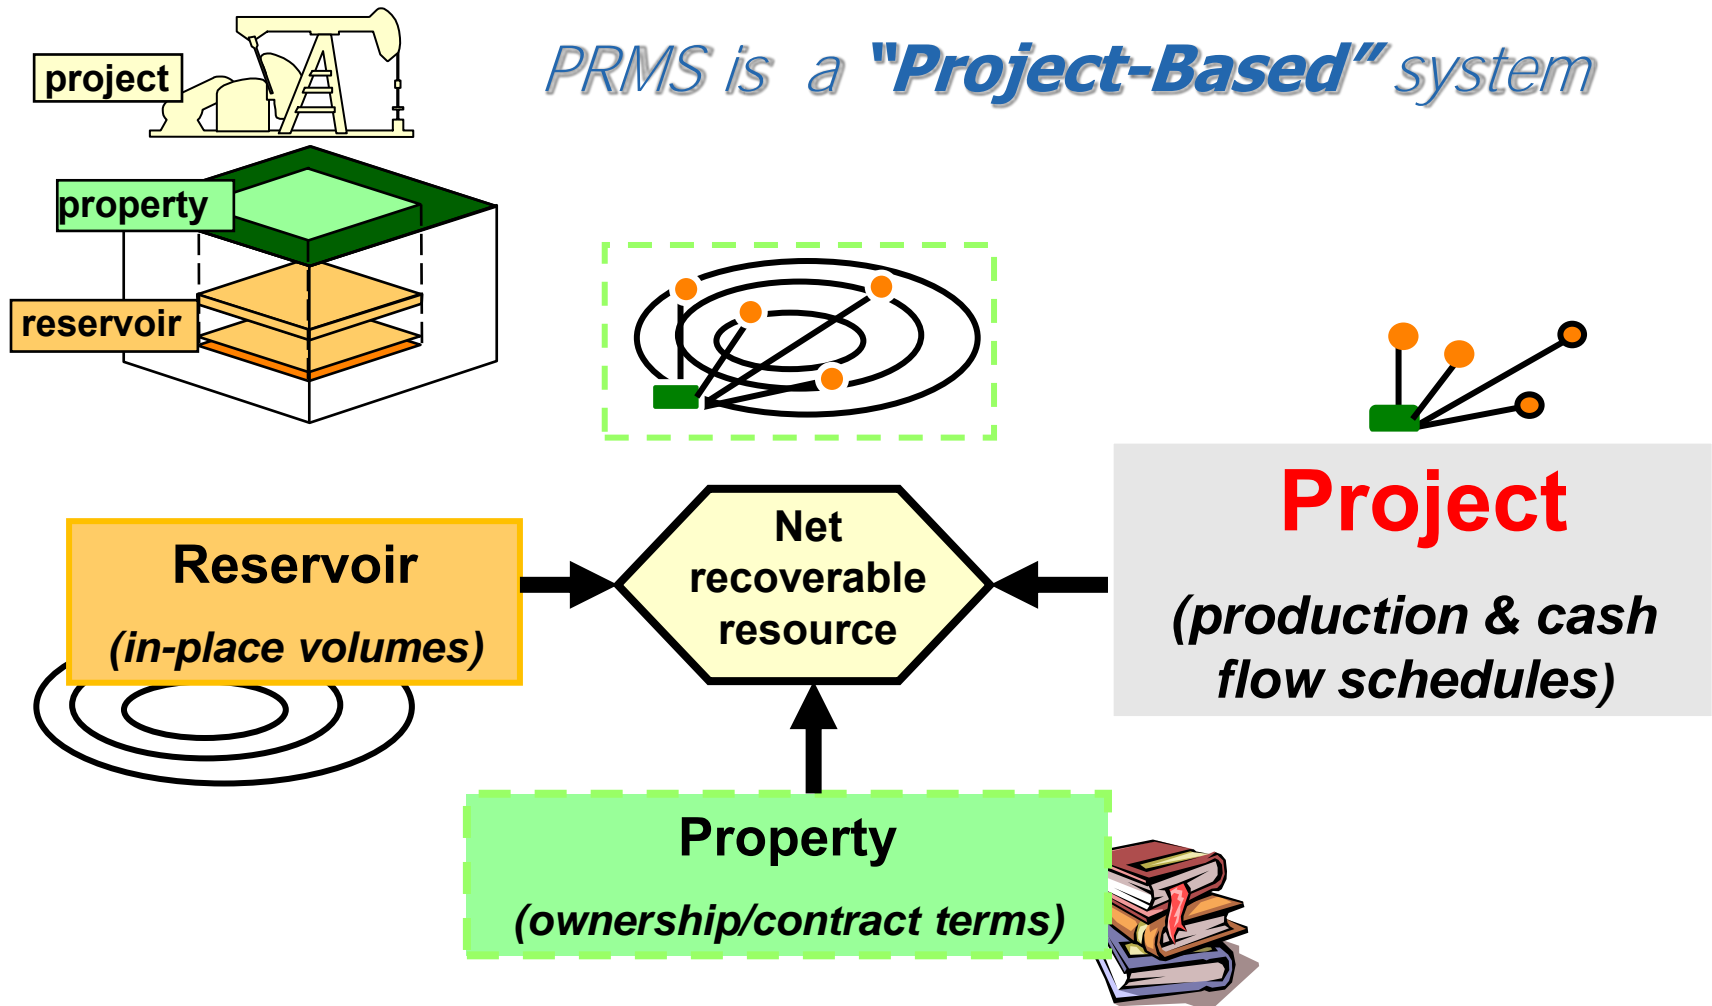 PRMS is a “Project-Based” system
project
property
reservoir
Reservoir
(in-place volumes)
Net
recoverable
resource
Project
(production & cash
flow schedules)
Property
(ownership/contract terms)